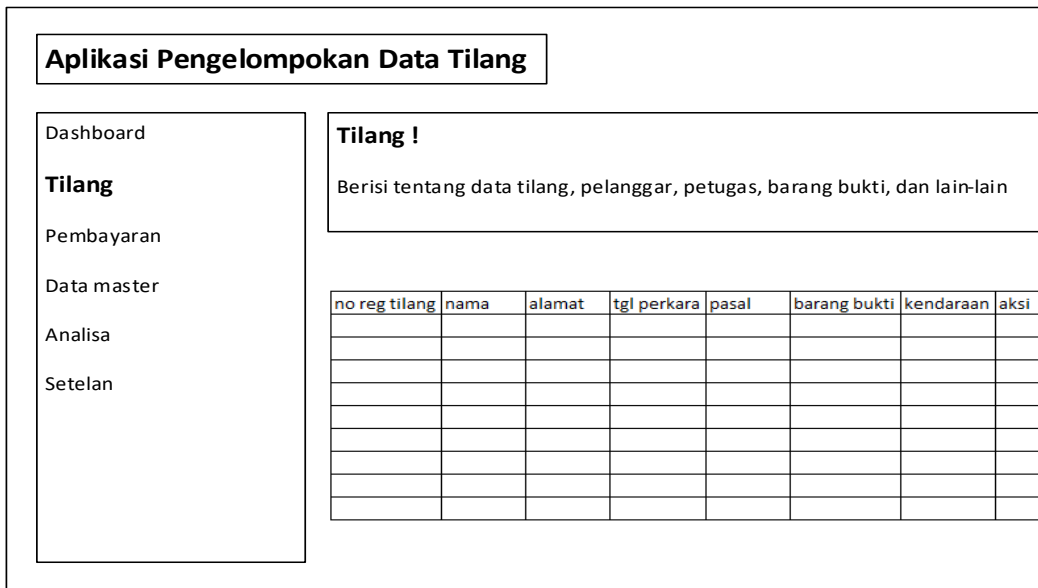 Aplikasi Pengelompokan Data Tilang
Dashboard
Tilang
Pembayaran
Data master
Analisa
Setelan
Tilang !
Berisi tentang data tilang, pelanggar, petugas, barang bukti, dan lain-lain
no reg tilang nama alamat tgl perkara pasal barang bukti kendaraan aksi